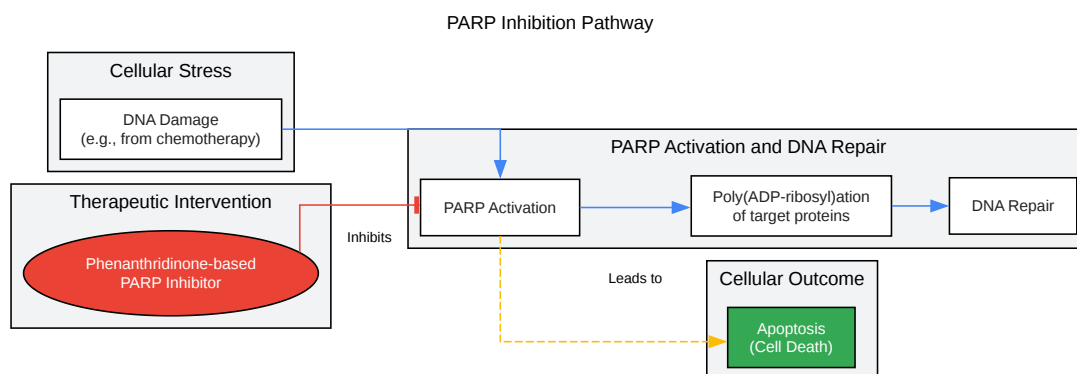 PARP Inhibition Pathway
Cellular Stress
DNA Damage
(e.g., from chemotherapy)
PARP Activation and DNA Repair
Therapeutic Intervention
PARP Activation
Poly(ADP-ribosyl)ation
of target proteins
DNA Repair
Inhibits
Phenanthridinone-based
PARP Inhibitor
Leads to
Cellular Outcome
Apoptosis
(Cell Death)